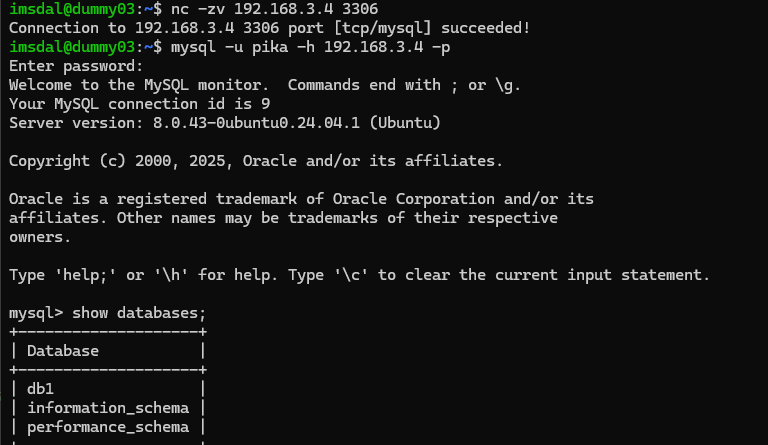 imsdal@dummy03:~$ nc -zv 192.168.3.4 3306
Connection to 192.168.3.4 3306 port [tcp/mysql] succeeded!
imsdal@dummy03:~$ mysql -u pika -h 192.168.3.4 -p
Enter password:
Welcome to the MySQL monitor.  Commands end with ; or \g.
Your MySQL connection id is 9
Server version: 8.0.43-0ubuntu0.24.04.1 (Ubuntu)

Copyright (c) 2000, 2025, Oracle and/or its affiliates.

Oracle is a registered trademark of Oracle Corporation and/or its
affiliates. Other names may be trademarks of their respective
owners.

Type 'help;' or '\h' for help. Type '\c' to clear the current input statement.

mysql> show databases;
+--------------------+
| Database           |
+--------------------+
| db1                |
| information_schema |
| performance_schema |